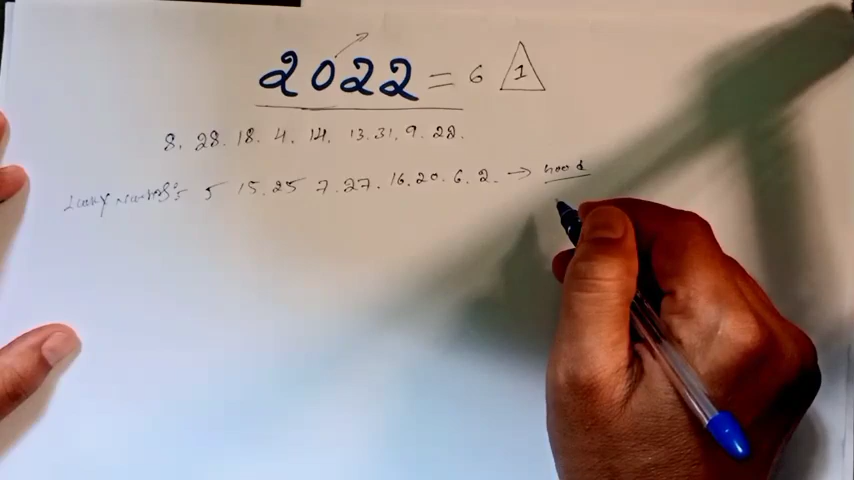 2022 = 6 1
8. 28. 18. 4. 14. 13. 31. 9. 28.
Lucky numbers: 5 15. 25 7. 27. 16. 20. 6. 2. → Good